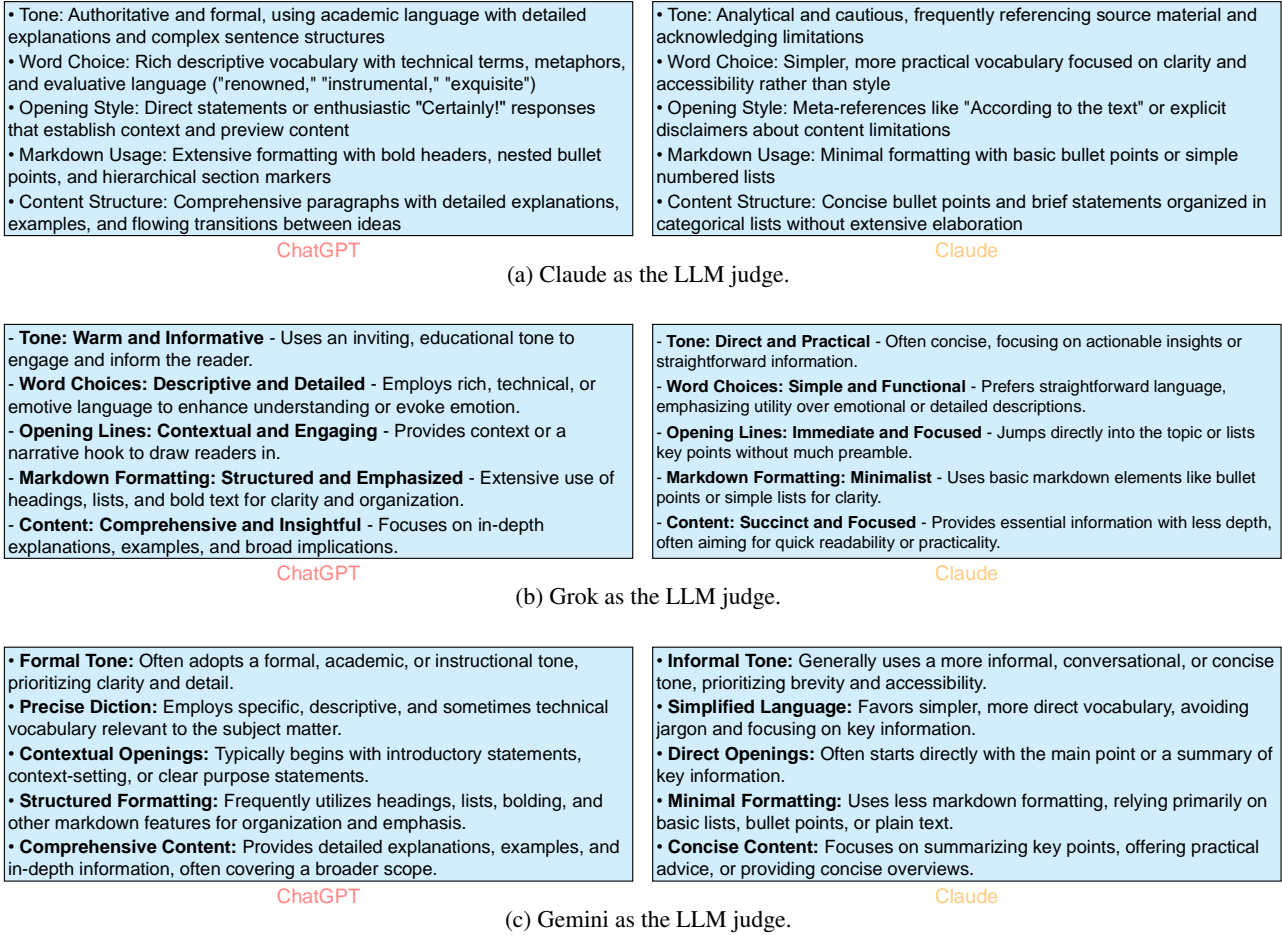 • Tone: Authoritative and formal, using academic language with detailed
explanations and complex sentence structures
• Word Choice: Rich descriptive vocabulary with technical terms, metaphors,
and evaluative language ("renowned," "instrumental," "exquisite")
• Opening Style: Direct statements or enthusiastic "Certainly!" responses
that establish context and preview content
• Markdown Usage: Extensive formatting with bold headers, nested bullet
points, and hierarchical section markers
• Content Structure: Comprehensive paragraphs with detailed explanations,
examples, and flowing transitions between ideas
ChatGPT
• Tone: Analytical and cautious, frequently referencing source material and
acknowledging limitations
• Word Choice: Simpler, more practical vocabulary focused on clarity and
accessibility rather than style
• Opening Style: Meta-references like "According to the text" or explicit
disclaimers about content limitations
• Markdown Usage: Minimal formatting with basic bullet points or simple
numbered lists
• Content Structure: Concise bullet points and brief statements organized in
categorical lists without extensive elaboration
Claude
(a) Claude as the LLM judge.
- Tone: Warm and Informative - Uses an inviting, educational tone to
engage and inform the reader.
- Word Choices: Descriptive and Detailed - Employs rich, technical, or
emotive language to enhance understanding or evoke emotion.
- Opening Lines: Contextual and Engaging - Provides context or a
narrative hook to draw readers in.
- Markdown Formatting: Structured and Emphasized - Extensive use of
headings, lists, and bold text for clarity and organization.
- Content: Comprehensive and Insightful - Focuses on in-depth
explanations, examples, and broad implications.
ChatGPT
- Tone: Direct and Practical - Often concise, focusing on actionable insights or
straightforward information.
- Word Choices: Simple and Functional - Prefers straightforward language,
emphasizing utility over emotional or detailed descriptions.
- Opening Lines: Immediate and Focused - Jumps directly into the topic or lists
key points without much preamble.
- Markdown Formatting: Minimalist - Uses basic markdown elements like bullet
points or simple lists for clarity.
- Content: Succinct and Focused - Provides essential information with less depth,
often aiming for quick readability or practicality.
Claude
(b) Grok as the LLM judge.
• Formal Tone: Often adopts a formal, academic, or instructional tone,
prioritizing clarity and detail.
• Precise Diction: Employs specific, descriptive, and sometimes technical
vocabulary relevant to the subject matter.
• Contextual Openings: Typically begins with introductory statements,
context-setting, or clear purpose statements.
• Structured Formatting: Frequently utilizes headings, lists, bolding, and
other markdown features for organization and emphasis.
• Comprehensive Content: Provides detailed explanations, examples, and
in-depth information, often covering a broader scope.
ChatGPT
• Informal Tone: Generally uses a more informal, conversational, or concise
tone, prioritizing brevity and accessibility.
• Simplified Language: Favors simpler, more direct vocabulary, avoiding
jargon and focusing on key information.
• Direct Openings: Often starts directly with the main point or a summary of
key information.
• Minimal Formatting: Uses less markdown formatting, relying primarily on
basic lists, bullet points, or plain text.
• Concise Content: Focuses on summarizing key points, offering practical
advice, or providing concise overviews.
Claude
(c) Gemini as the LLM judge.